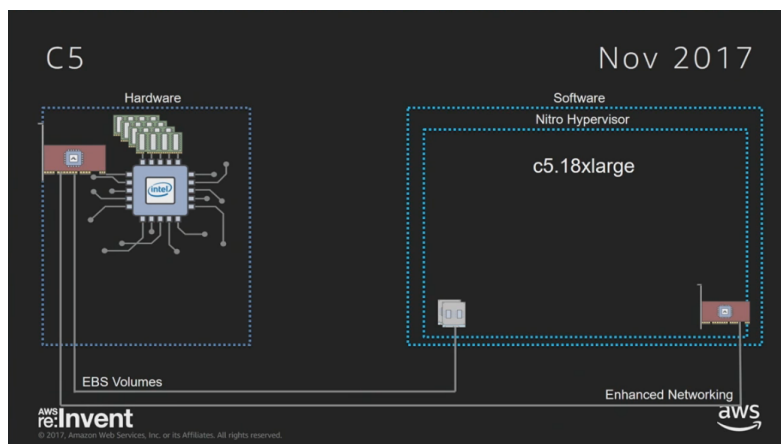 C5
Nov 2017
Hardware
Software
Nitro Hypervisor
c5.18xlarge
intel
EBS Volumes
Enhanced Networking
AWS
re:Invent
© 2017, Amazon Web Services, Inc. or its Affiliates. All rights reserved.
aws